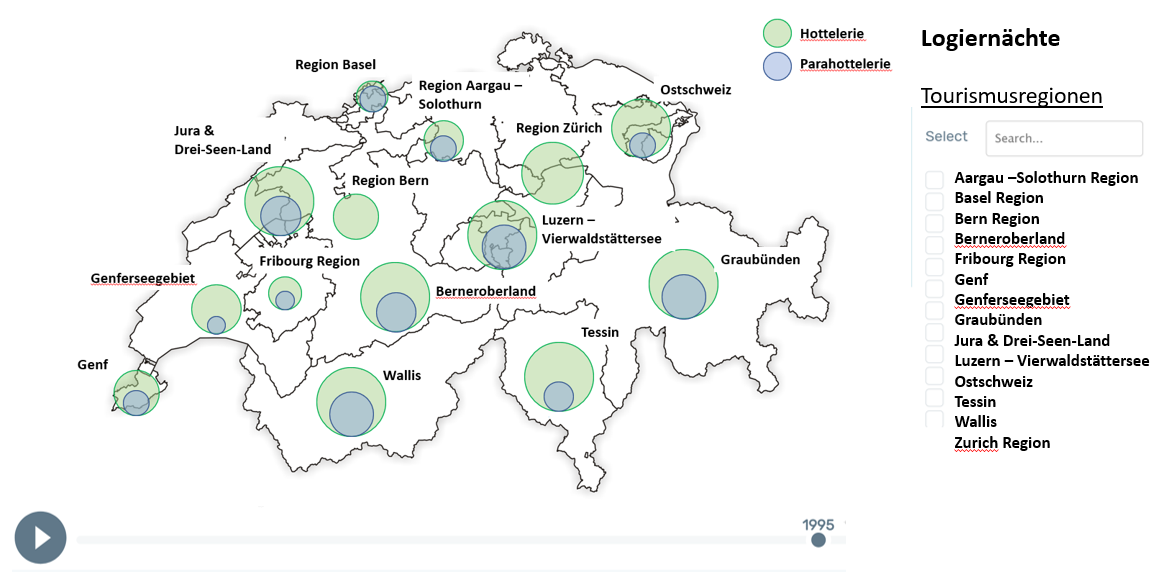 Hottelerie
Parahottelerie
Logiernächte
Tourismusregionen
Select
Search...
Aargau –Solothurn Region
Basel Region
Bern Region
Berneroberland
Fribourg Region
Genf
Genferseegebiet
Graubünden
Jura & Drei-Seen-Land
Luzern – Vierwaldstättersee
Ostschweiz
Tessin
Wallis
Zurich Region
Region Basel
Region Aargau –
Solothurn
Ostschweiz
Jura &
Drei-Seen-Land
Region Zürich
Region Bern
Luzern –
Vierwaldstättersee
Fribourg Region
Graubünden
Genferseegebiet
Berneroberland
Tessin
Genf
Wallis
1995